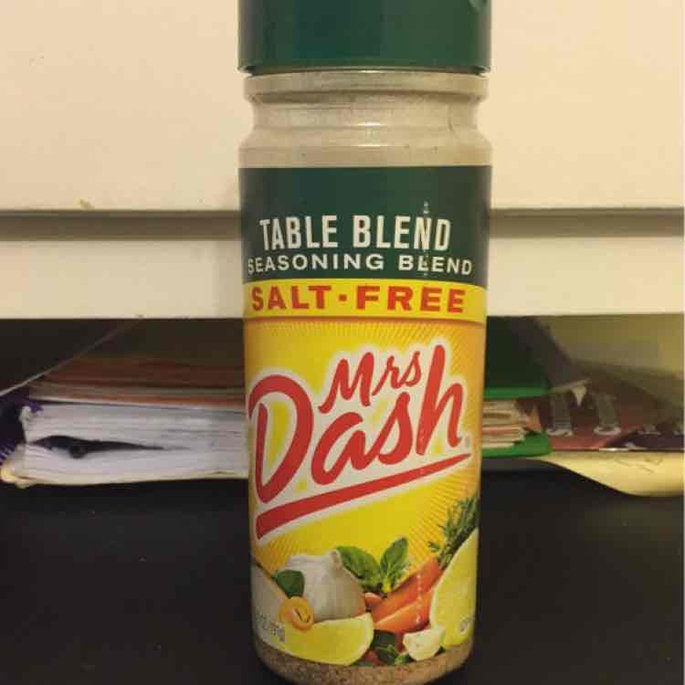 TABLE BLEND
SEASONING BLEND
SALT-FREE
Mrs
Dash